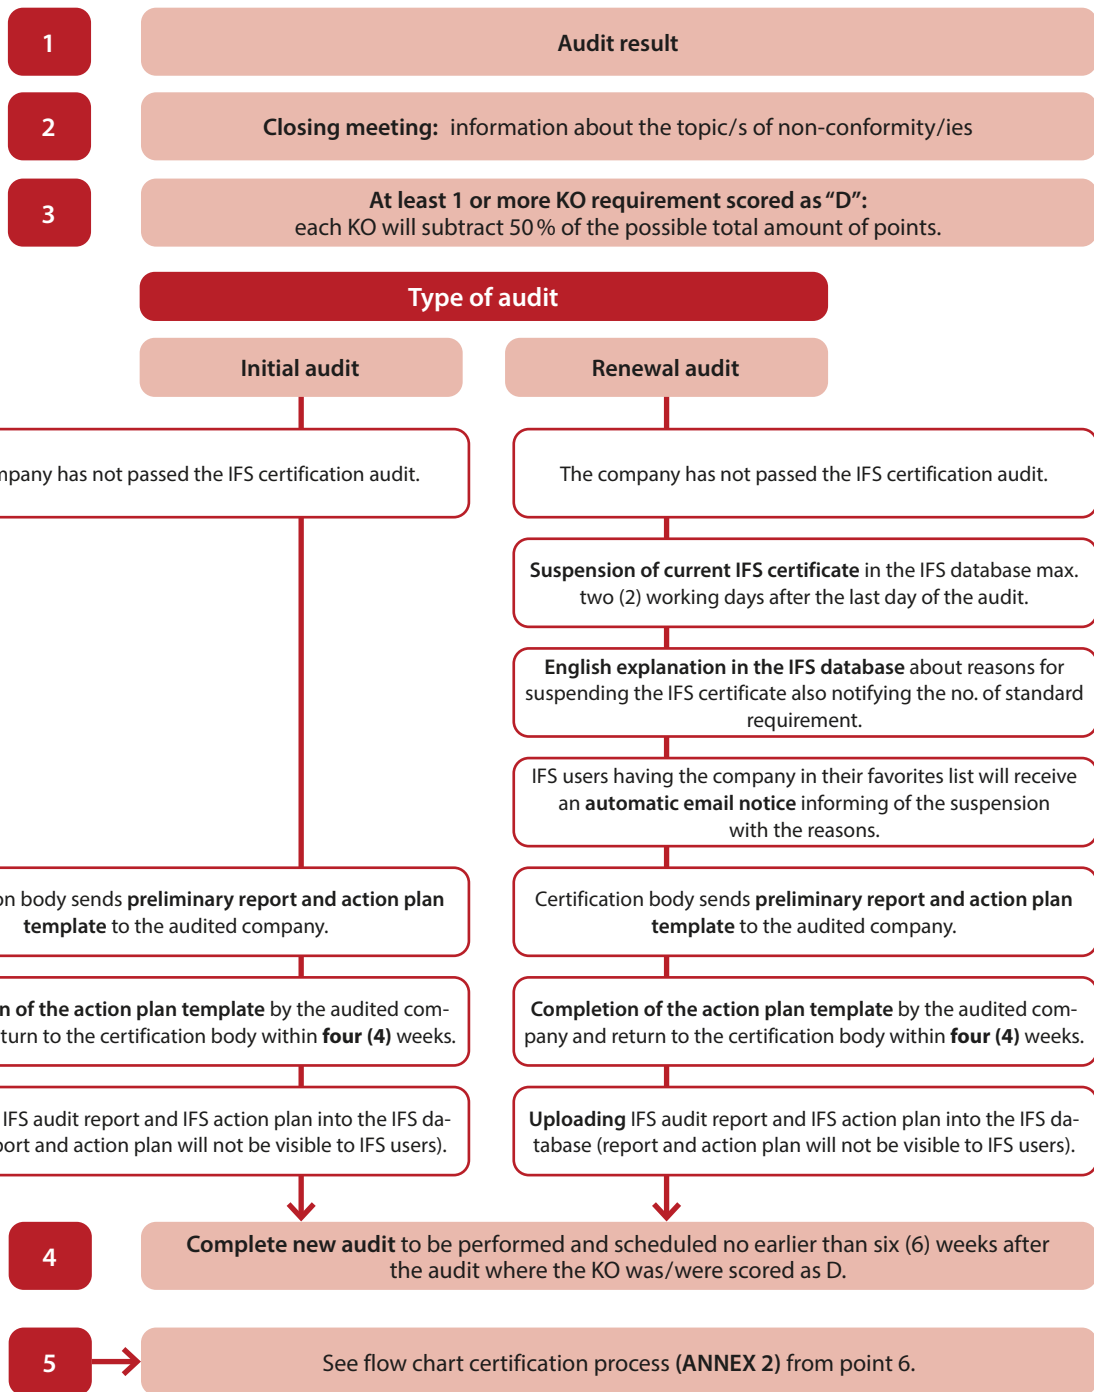 1
Audit result
2
Closing meeting: information about the topic/s of non-conformity/ies
3
At least 1 or more KO requirement scored as “D”:
each KO will subtract 50 % of the possible total amount of points.
Type of audit
Initial audit
has not passed the IFS certification audit.
body sends preliminary report and action plan
template to the audited company.
of the action plan template by the audited com-
to the certification body within four (4) weeks.
IFS audit report and IFS action plan into the IFS da-
and action plan will not be visible to IFS users).
Renewal audit
The company has not passed the IFS certification audit.
Suspension of current IFS certificate in the IFS database max.
two (2) working days after the last day of the audit.
English explanation in the IFS database about reasons for
suspending the IFS certificate also notifying the no. of standard
requirement.
IFS users having the company in their favorites list will receive
an automatic email notice informing of the suspension
with the reasons.
Certification body sends preliminary report and action plan
template to the audited company.
Completion of the action plan template by the audited com-
pany and return to the certification body within four (4) weeks.
Uploading IFS audit report and IFS action plan into the IFS da-
tabase (report and action plan will not be visible to IFS users).
4
Complete new audit to be performed and scheduled no earlier than six (6) weeks after
the audit where the KO was/were scored as D.
5
See flow chart certification process (ANNEX 2) from point 6.